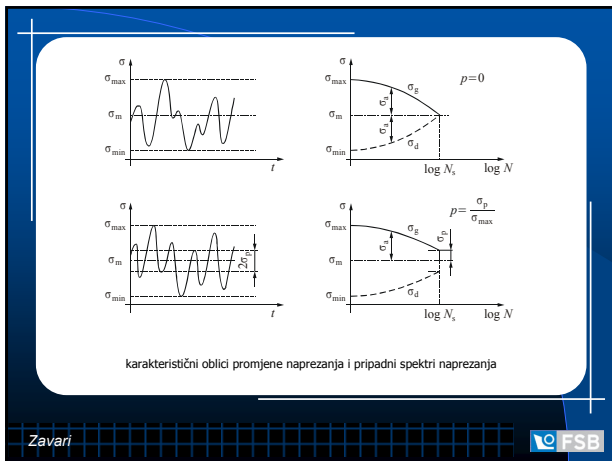 σ
σmax
σm
σmin
t
σ
σmax
σm
σmin
σg
σa
σa
σd
p=0
log Ns
log N
σ
σmax
σm
σmin
2σp
t
σ
σmax
σm
σmin
σg
σa
σd
p = σp / σmax
σp
log Ns
log N
karakteristični oblici promjene naprezanja i pripadni spektri naprezanja
Zavari
FSB